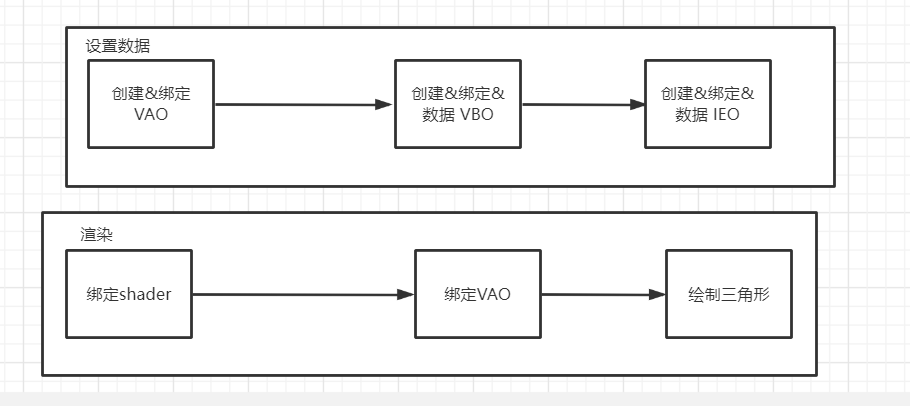 设置数据
创建&绑定
VAO
创建&绑定&
数据 VBO
创建&绑定&
数据 IEO
渲染
绑定shader
绑定VAO
绘制三角形